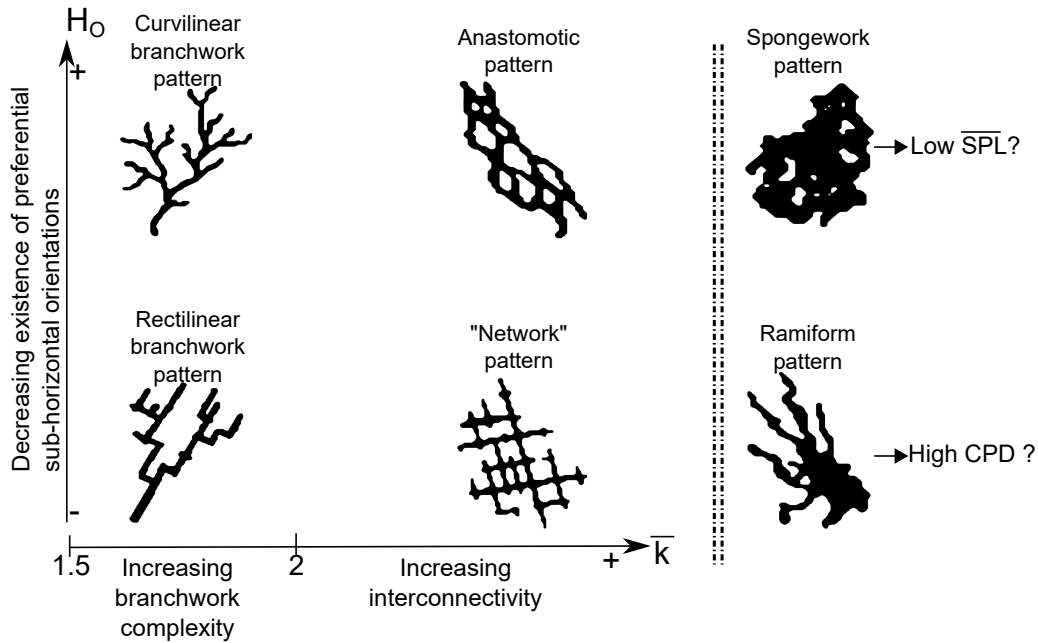 H_O
Curvilinear
branchwork
pattern
Anastomotic
pattern
Spongework
pattern
+
→Low S̅P̅L̅?
Decreasing existence of preferential
sub-horizontal orientations
Rectilinear
branchwork
pattern
"Network"
pattern
Ramiform
pattern
→High CPD ?
-
1.5
2
+
k̅
Increasing
branchwork
complexity
Increasing
interconnectivity